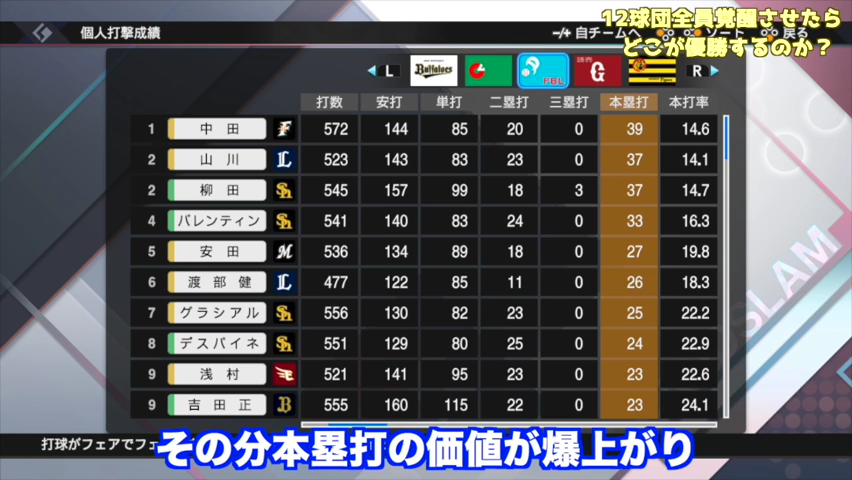 12球団全員覚醒させたら
どこが優勝するのか？
個人打撃成績
-/+ 自チームへ ソート 戻る
L Buffaloes FBL G R
打数 安打 単打 二塁打 三塁打 本塁打 本打率
1 中田 F 572 144 85 20 0 39 14.6
2 山川 L 523 143 83 23 0 37 14.1
2 柳田 Sh 545 157 99 18 3 37 14.7
4 バレンティン Sh 541 140 83 24 0 33 16.3
5 安田 M 536 134 89 18 0 27 19.8
6 渡部健 L 477 122 85 11 0 26 18.3
7 グラシアル Sh 556 130 82 23 0 25 22.2
8 デスパイネ Sh 551 129 80 25 0 24 22.9
9 浅村 E 521 141 95 23 0 23 22.6
9 吉田正 B 555 160 115 22 0 23 24.1
SLAM
打球がフェアでフェ
その分本塁打の価値が爆上がり